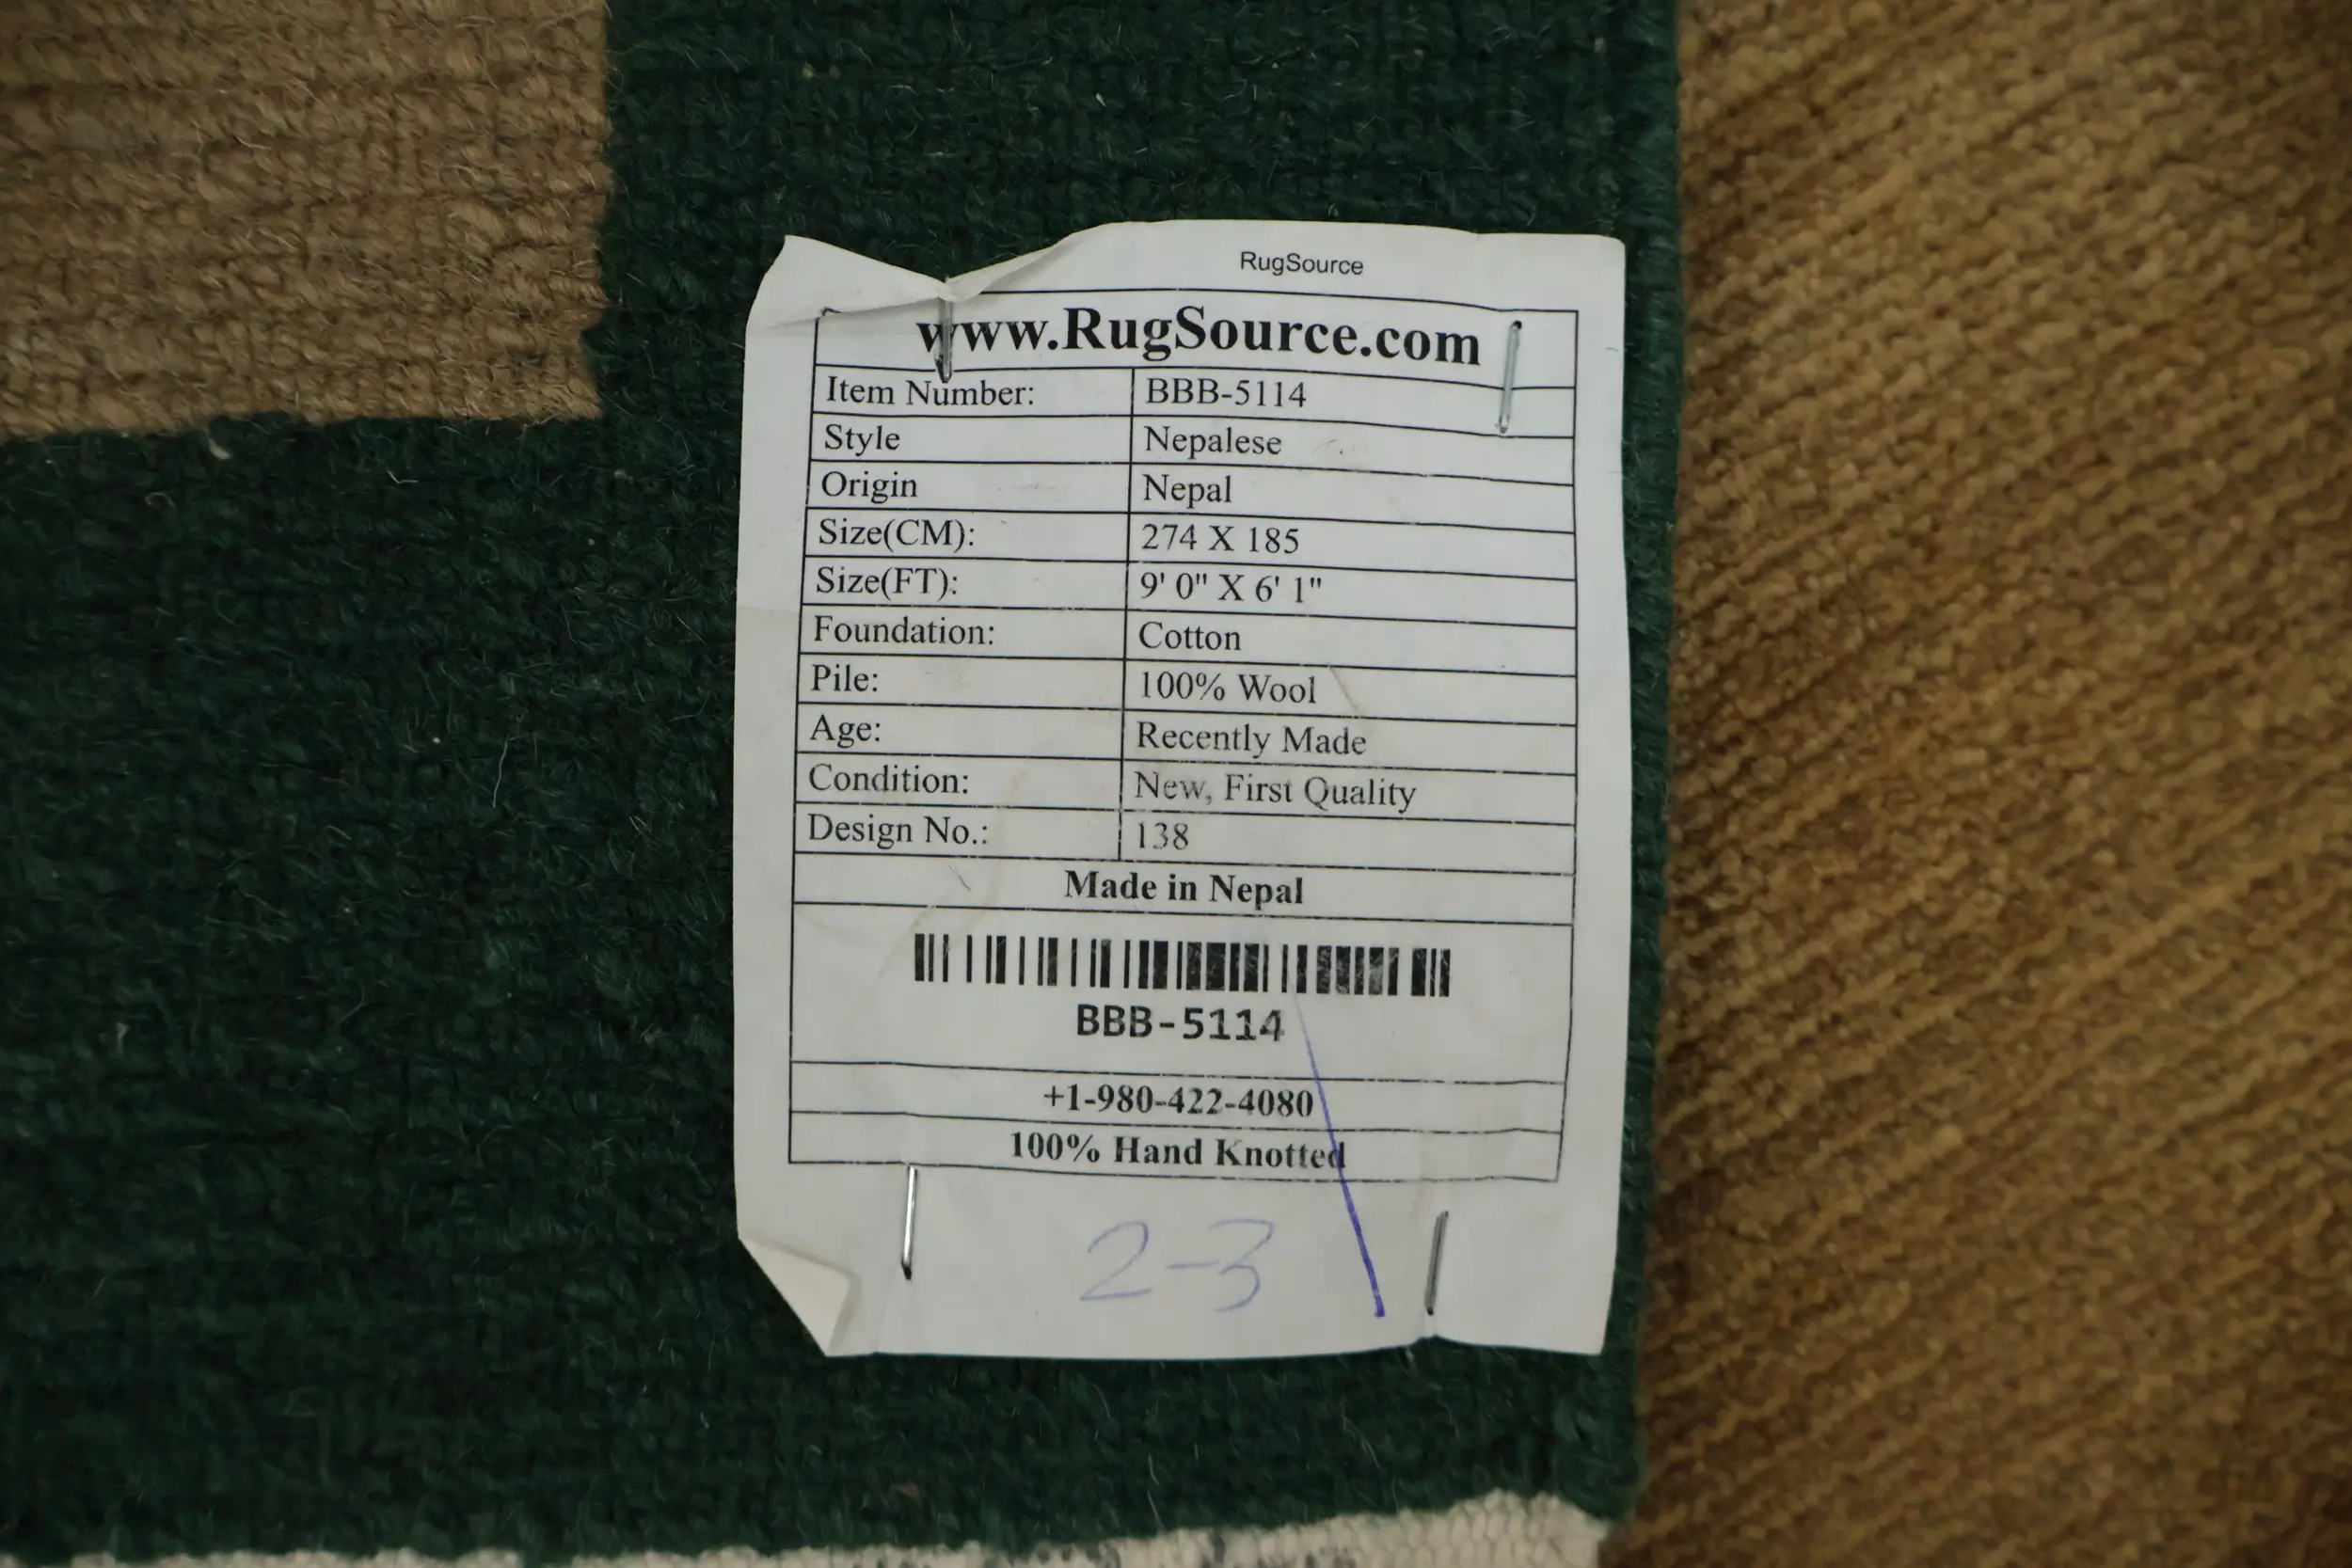 RugSource
www.RugSource.com
Item Number: BBB-5114
Style Nepalese
Origin Nepal
Size(CM): 274 X 185
Size(FT): 9' 0" X 6' 1"
Foundation: Cotton
Pile: 100% Wool
Age: Recently Made
Condition: New, First Quality
Design No.: 138
Made in Nepal
BBB-5114
+1-980-422-4080
100% Hand Knotted
2-3